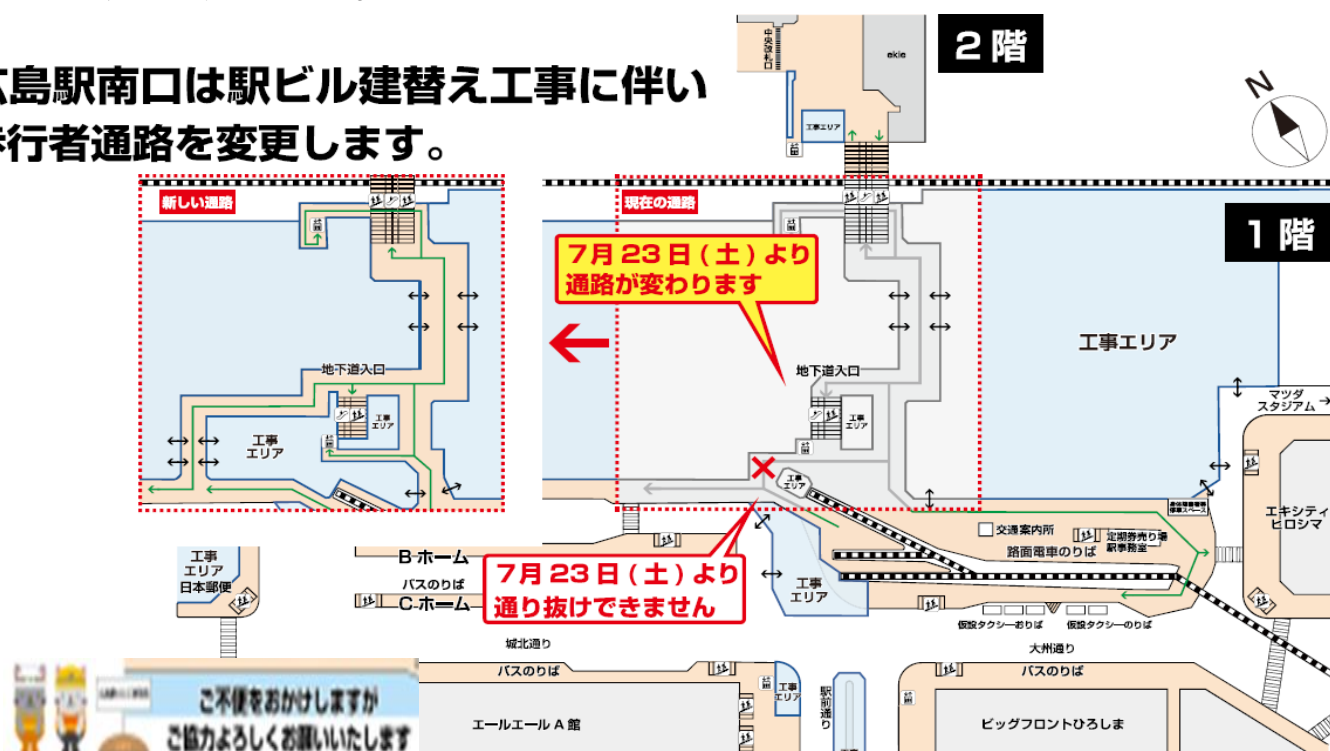 中央改札口
ekie
2階
広島駅南口は駅ビル建替え工事に伴い
歩行者通路を変更します。
工事エリア
N
新しい通路
現在の通路
1階
7月23日(土)より
通路が変わります
工事エリア
地下道入口
地下道入口
マツダ
スタジアム
工事
エリア
工事
エリア
工事
エリア
工事
エリア
エキシティ
ヒロシマ
交通案内所
定期券売り場
駅事務室
路面電車のりば
工事
エリア
日本郵便
Bホーム
バスのりば
Cホーム
7月23日(土)より
通り抜けできません
工事
エリア
仮設タクシーおりば
仮設タクシーのりば
城北通り
大州通り
バスのりば
工事
エリア
駅前通り
バスのりば
エールエールA館
ビッグフロントひろしま
ご不便をおかけしますが
ご協力よろしくお願いいたします